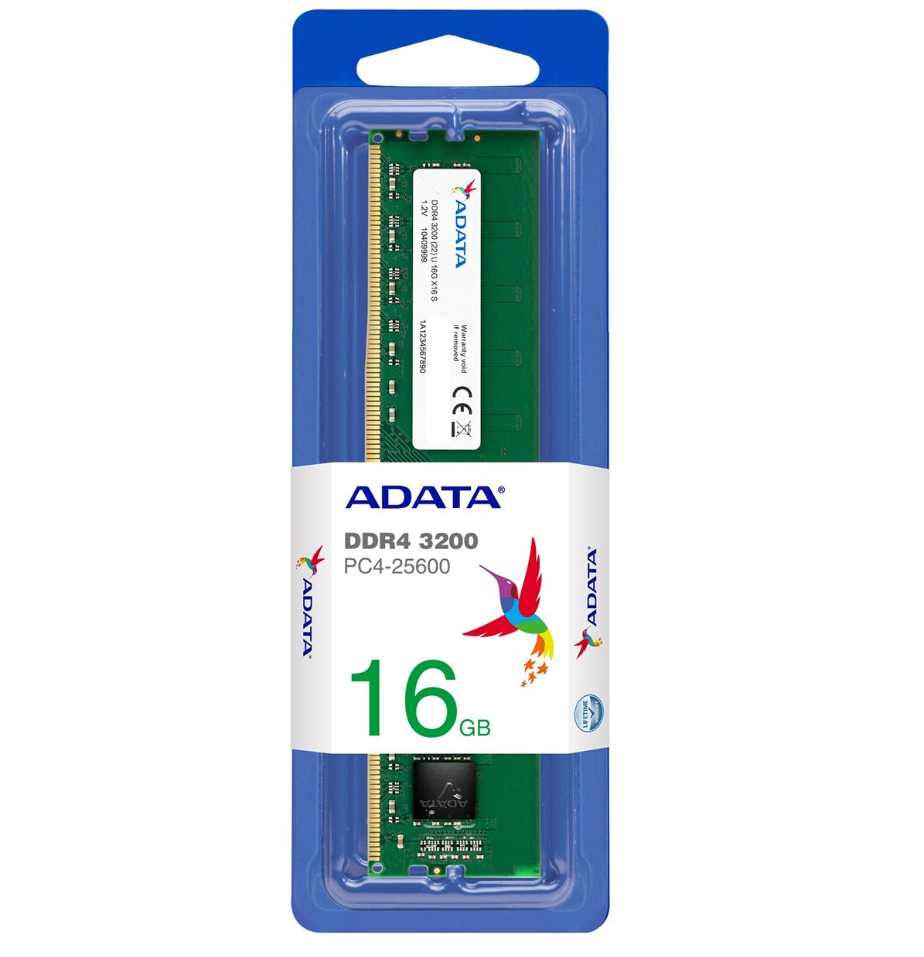 ADATA
DDR4 3200 (22) U 16G X16 S
1.2V 10409999
Warranty void
if removed
1A1234567890
CE
ADATA®
DDR4 3200
PC4-25600
16GB
ADATA®
ADATA®
LIFETIME
ADATA